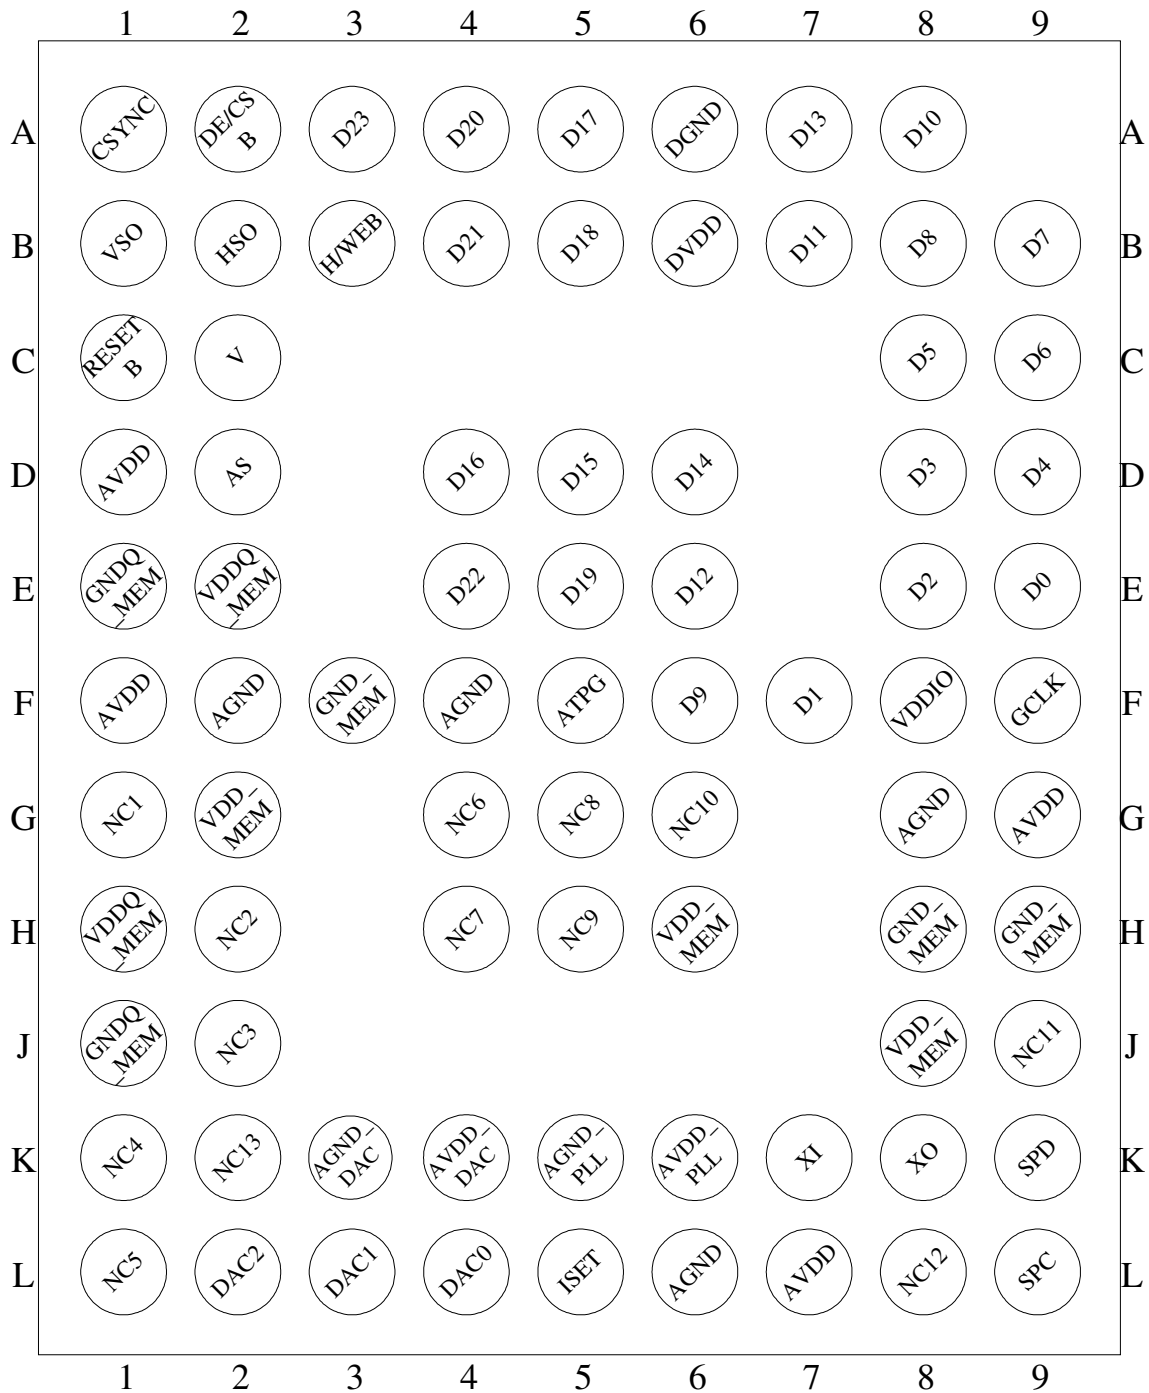 1 2 3 4 5 6 7 8 9
A CSYNC DE/CS B D23 D20 D17 DGND D13 D10 A
B VSO HSO H/WEB D21 D18 DVDD D11 D8 D7 B
C RESET B V D5 D6 C
D AVDD AS D16 D15 D14 D3 D4 D
E GNDQ _MEM VDDQ _MEM D22 D19 D12 D2 D0 E
F AVDD AGND GND_ MEM AGND ATPG D9 D1 VDDIO GCLK F
G NC1 VDD_ MEM NC6 NC8 NC10 AGND AVDD G
H VDDQ _MEM NC2 NC7 NC9 VDD_ MEM GND_ MEM GND_ MEM H
J GNDQ _MEM NC3 VDD_ MEM NC11 J
K NC4 NC13 AGND_ DAC AVDD_ DAC AGND_ PLL AVDD_ PLL XI XO SPD K
L NC5 DAC2 DAC1 DAC0 ISET AGND AVDD NC12 SPC L
1 2 3 4 5 6 7 8 9